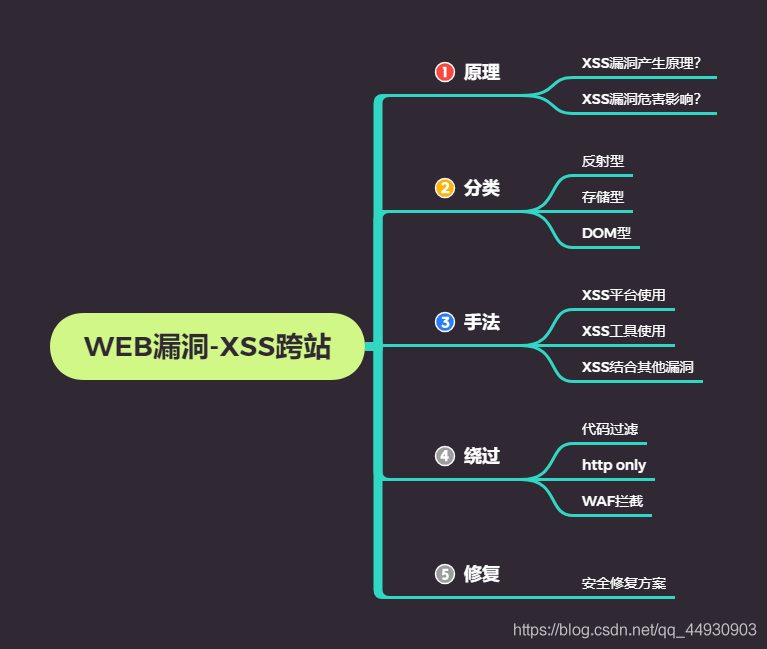 WEB漏洞-XSS跨站
1 原理
XSS漏洞产生原理？
XSS漏洞危害影响？
2 分类
反射型
存储型
DOM型
3 手法
XSS平台使用
XSS工具使用
XSS结合其他漏洞
4 绕过
代码过滤
http only
WAF拦截
5 修复
安全修复方案
https://blog.csdn.net/qq_44930903